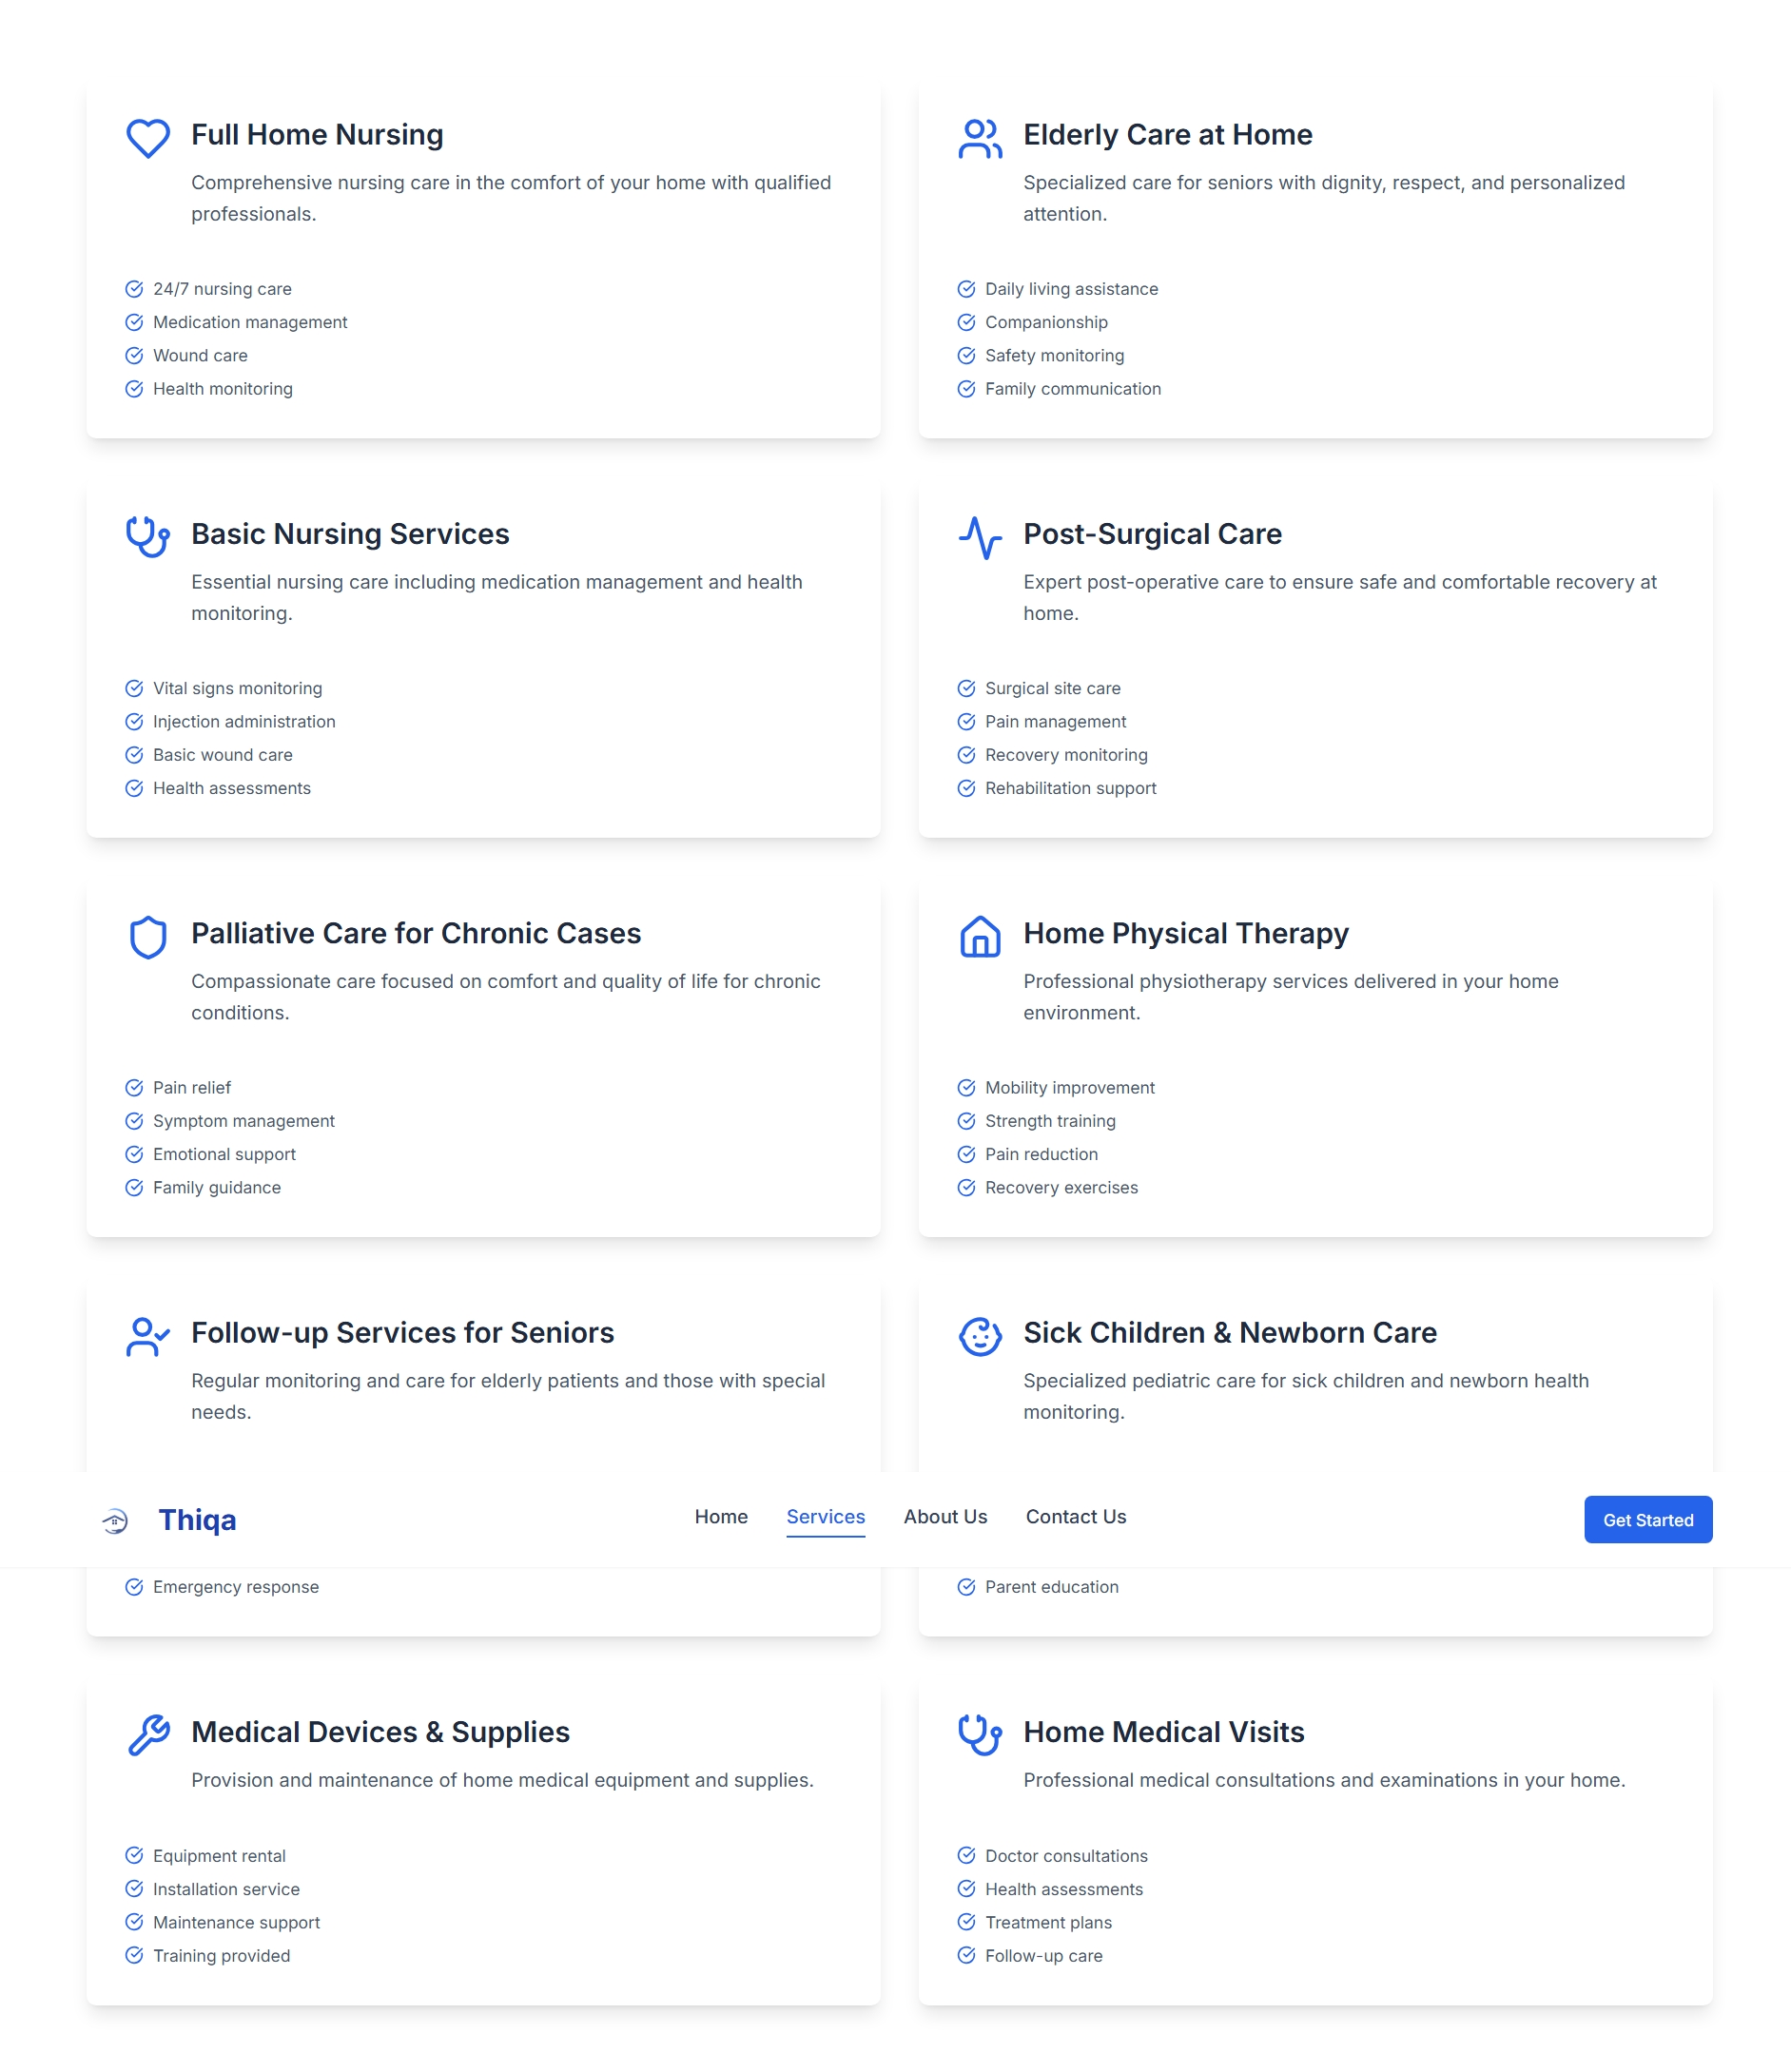 Full Home Nursing
Comprehensive nursing care in the comfort of your home with qualified
professionals.
24/7 nursing care
Medication management
Wound care
Health monitoring
Elderly Care at Home
Specialized care for seniors with dignity, respect, and personalized
attention.
Daily living assistance
Companionship
Safety monitoring
Family communication
Basic Nursing Services
Essential nursing care including medication management and health
monitoring.
Vital signs monitoring
Injection administration
Basic wound care
Health assessments
Post-Surgical Care
Expert post-operative care to ensure safe and comfortable recovery at
home.
Surgical site care
Pain management
Recovery monitoring
Rehabilitation support
Palliative Care for Chronic Cases
Compassionate care focused on comfort and quality of life for chronic
conditions.
Pain relief
Symptom management
Emotional support
Family guidance
Home Physical Therapy
Professional physiotherapy services delivered in your home
environment.
Mobility improvement
Strength training
Pain reduction
Recovery exercises
Follow-up Services for Seniors
Regular monitoring and care for elderly patients and those with special
needs.
Sick Children & Newborn Care
Specialized pediatric care for sick children and newborn health
monitoring.
Thiqa
Home Services About Us Contact Us
Get Started
Emergency response
Parent education
Medical Devices & Supplies
Provision and maintenance of home medical equipment and supplies.
Equipment rental
Installation service
Maintenance support
Training provided
Home Medical Visits
Professional medical consultations and examinations in your home.
Doctor consultations
Health assessments
Treatment plans
Follow-up care